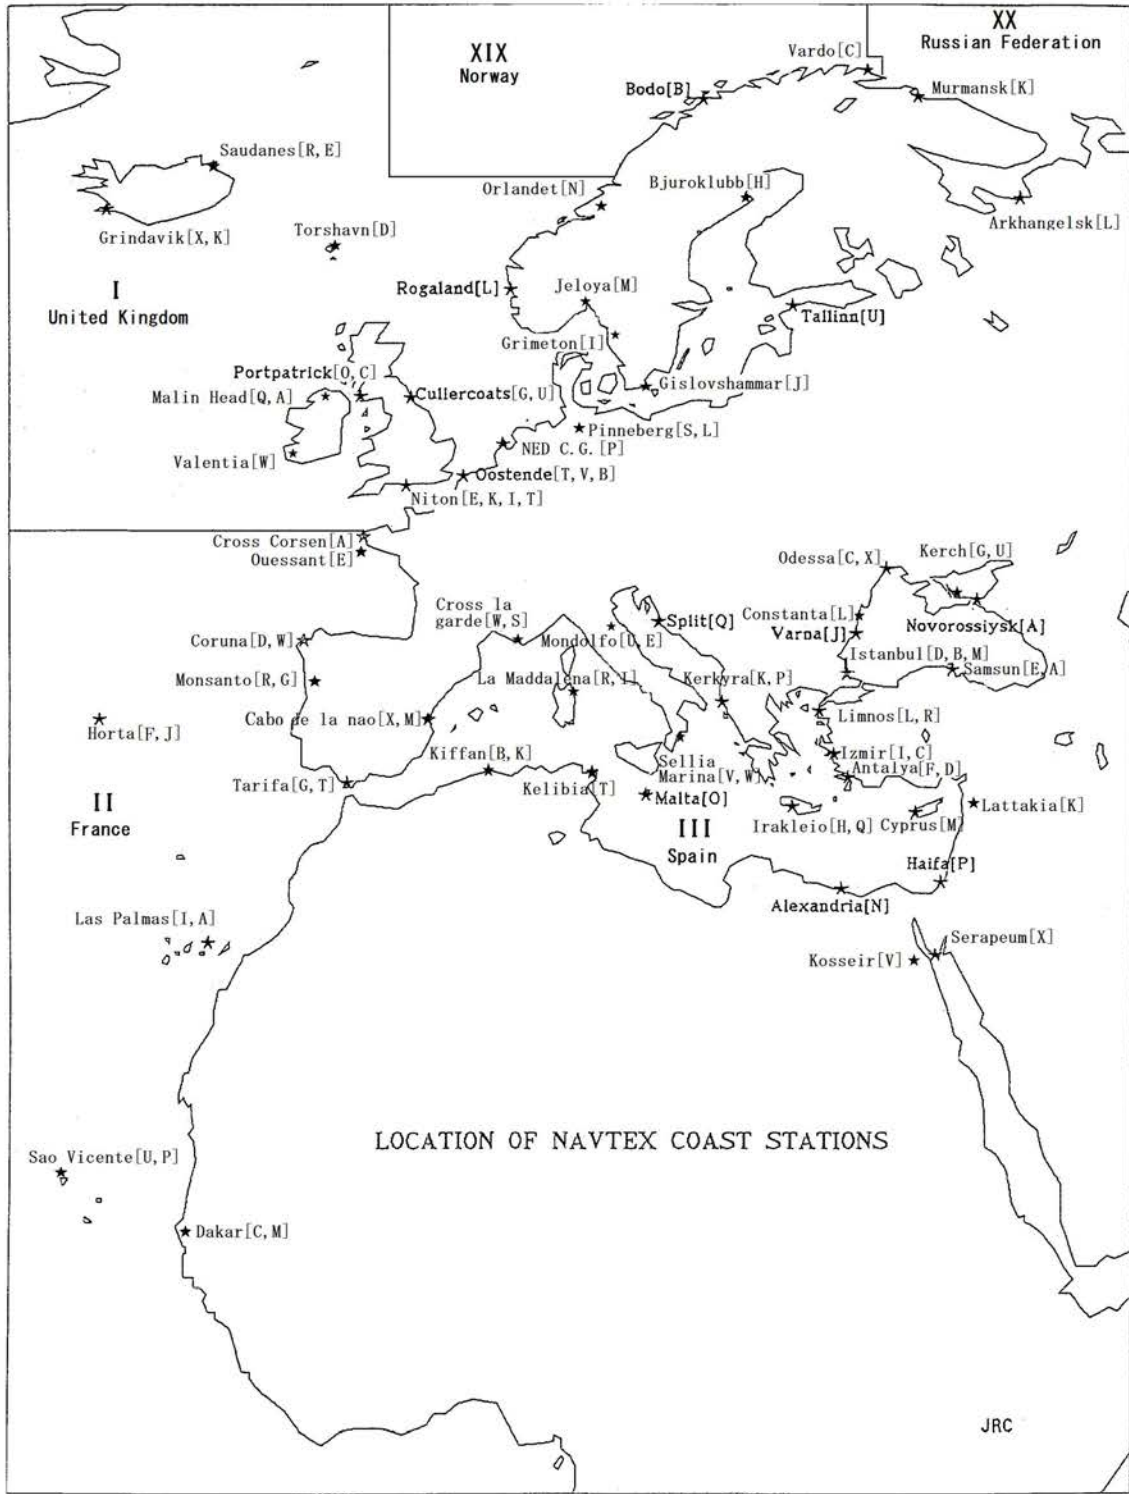 XX
Russian Federation
XIX
Norway
Vardo[C]
Bodo[B]
Murmansk[K]
Saudanes[R, E]
Orlandet[N]
Bjuroklubb[H]
Grindavik[X, K]
Torshavn[D]
Arkhangelsk[L]
I
United Kingdom
Rogaland[L]
Jeloya[M]
Tallinn[U]
Grimeton[I]
Portpatrick[O, C]
Malin Head[Q, A]
Cullercoats[G, U]
Gislovshammar[J]
Pinneberg[S, L]
NED C.G. [P]
Valentia[W]
Oostende[T, V, B]
Niton[E, K, I, T]
Cross Corsen[A]
Ouessant[E]
Odessa[C, X]
Kerch[G, U]
Cross la
garde[W, S]
Constanta[L]
Split[Q]
Coruna[D, W]
Mondolfo[U, E]
Varna[J]
Novorossiysk[A]
Istanbul[D, B, M]
Samsun[E, A]
Monsanto[R, G]
La Maddalena[R, I]
Kerkyra[K, P]
Horta[F, J]
Cabo de la nao[X, M]
Limnos[L, R]
Kiffan[B, K]
Sellia
Marina[V, W]
Izmir[I, C]
Antalya[F, D]
Tarifa[G, T]
Kelibia[T]
Malta[O]
II
France
Lattakia[K]
Irakleio[H, Q]
Cyprus[M]
III
Spain
Haifa[P]
Alexandria[N]
Las Palmas[I, A]
Serapeum[X]
Kosseir[V]
LOCATION OF NAVTEX COAST STATIONS
Sao Vicente[U, P]
Dakar[C, M]
JRC